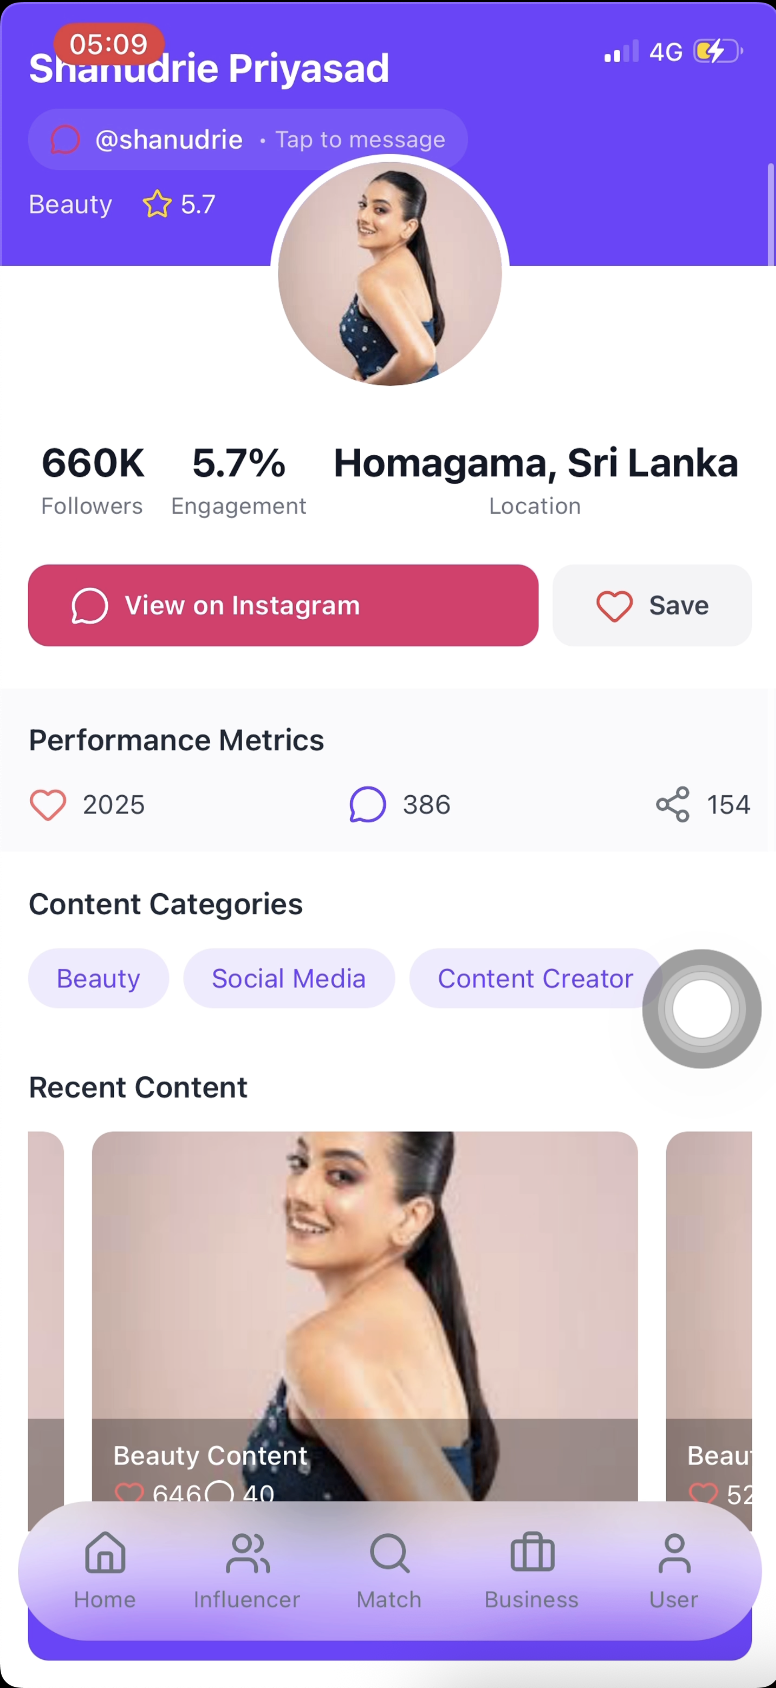 05:09
4G
Shanudrie Priyasad
@shanudrie • Tap to message
Beauty 5.7
660K 5.7% Homagama, Sri Lanka
Followers Engagement Location
View on Instagram Save
Performance Metrics
2025 386 154
Content Categories
Beauty Social Media Content Creator
Recent Content
Beauty Content
646 40
52
Home Influencer Match Business User